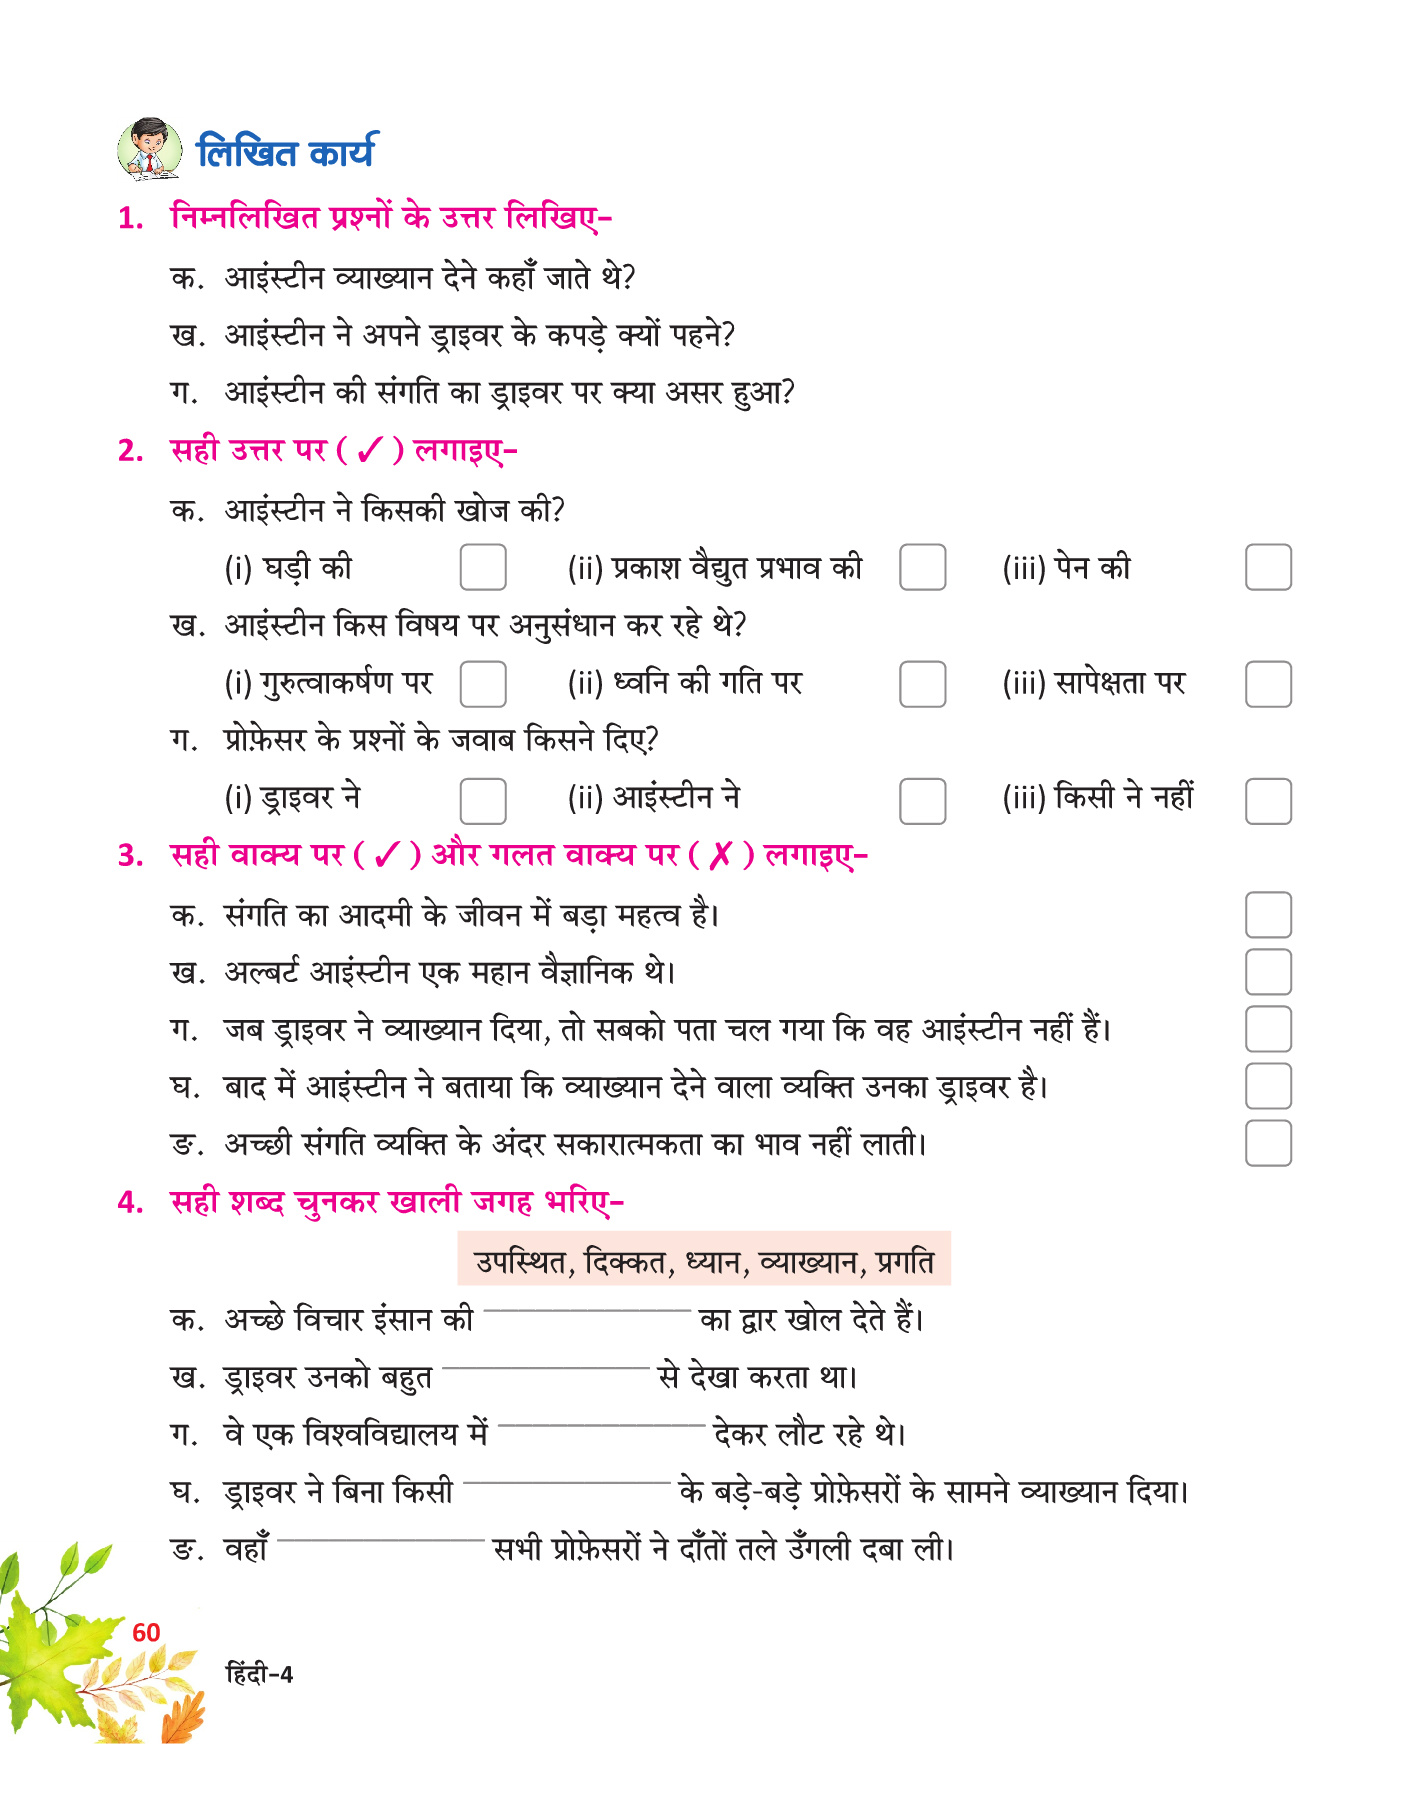 लिखित कार्य
1. निम्नलिखित प्रश्नों के उत्तर लिखिए–
क. आइंस्टीन व्याख्यान देने कहाँ जाते थे?
ख. आइंस्टीन ने अपने ड्राइवर के कपड़े क्यों पहने?
ग. आइंस्टीन की संगति का ड्राइवर पर क्या असर हुआ?
2. सही उत्तर पर (✓) लगाइए–
क. आइंस्टीन ने किसकी खोज की?
(i) घड़ी की (ii) प्रकाश वैद्युत प्रभाव की (iii) पेन की
ख. आइंस्टीन किस विषय पर अनुसंधान कर रहे थे?
(i) गुरुत्वाकर्षण पर (ii) ध्वनि की गति पर (iii) सापेक्षता पर
ग. प्रोफ़ेसर के प्रश्नों के जवाब किसने दिए?
(i) ड्राइवर ने (ii) आइंस्टीन ने (iii) किसी ने नहीं
3. सही वाक्य पर (✓) और गलत वाक्य पर (✗) लगाइए–
क. संगति का आदमी के जीवन में बड़ा महत्व है।
ख. अल्बर्ट आइंस्टीन एक महान वैज्ञानिक थे।
ग. जब ड्राइवर ने व्याख्यान दिया, तो सबको पता चल गया कि वह आइंस्टीन नहीं हैं।
घ. बाद में आइंस्टीन ने बताया कि व्याख्यान देने वाला व्यक्ति उनका ड्राइवर है।
ङ. अच्छी संगति व्यक्ति के अंदर सकारात्मकता का भाव नहीं लाती।
4. सही शब्द चुनकर खाली जगह भरिए–
उपस्थित, दिक्कत, ध्यान, व्याख्यान, प्रगति
क. अच्छे विचार इंसान की ____________ का द्वार खोल देते हैं।
ख. ड्राइवर उनको बहुत ____________ से देखा करता था।
ग. वे एक विश्वविद्यालय में ____________ देकर लौट रहे थे।
घ. ड्राइवर ने बिना किसी ____________ के बड़े-बड़े प्रोफ़ेसरों के सामने व्याख्यान दिया।
ङ. वहाँ ____________ सभी प्रोफ़ेसरों ने दाँतों तले उँगली दबा ली।
60
हिंदी–4